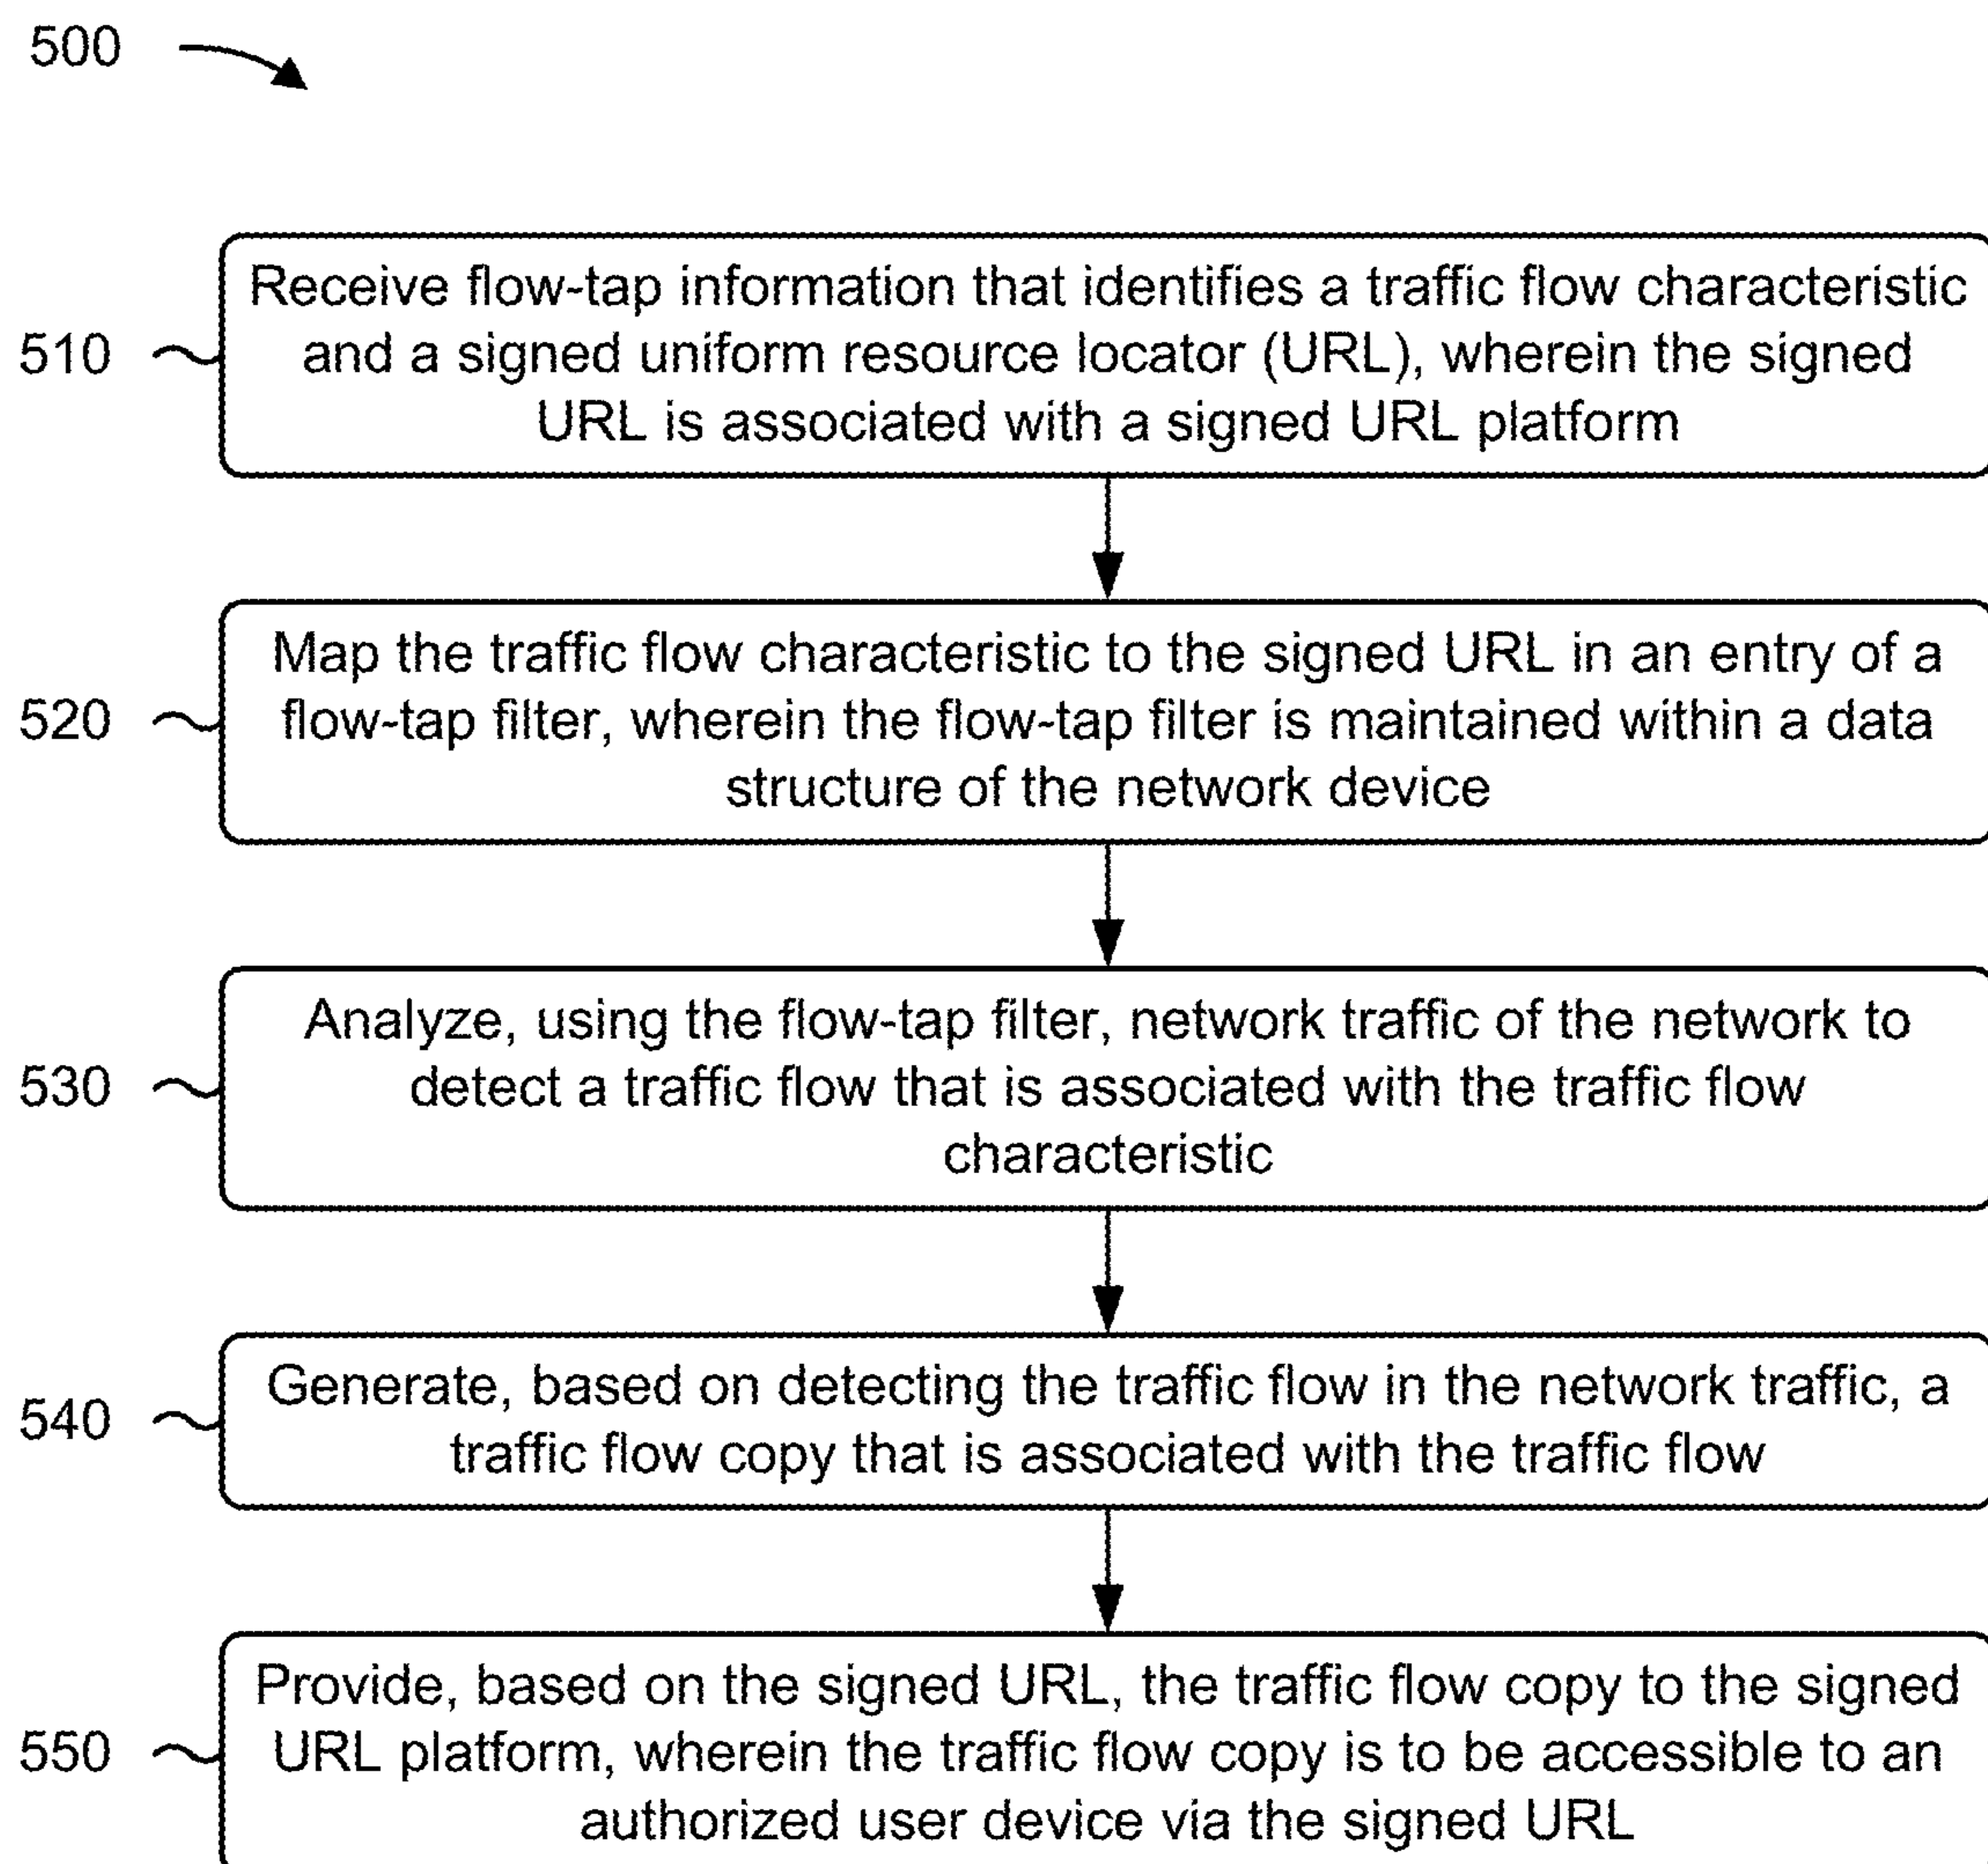 500
510
Receive flow-tap information that identifies a traffic flow characteristic
and a signed uniform resource locator (URL), wherein the signed
URL is associated with a signed URL platform
520
Map the traffic flow characteristic to the signed URL in an entry of a
flow-tap filter, wherein the flow-tap filter is maintained within a data
structure of the network device
530
Analyze, using the flow-tap filter, network traffic of the network to
detect a traffic flow that is associated with the traffic flow
characteristic
540
Generate, based on detecting the traffic flow in the network traffic, a
traffic flow copy that is associated with the traffic flow
550
Provide, based on the signed URL, the traffic flow copy to the signed
URL platform, wherein the traffic flow copy is to be accessible to an
authorized user device via the signed URL